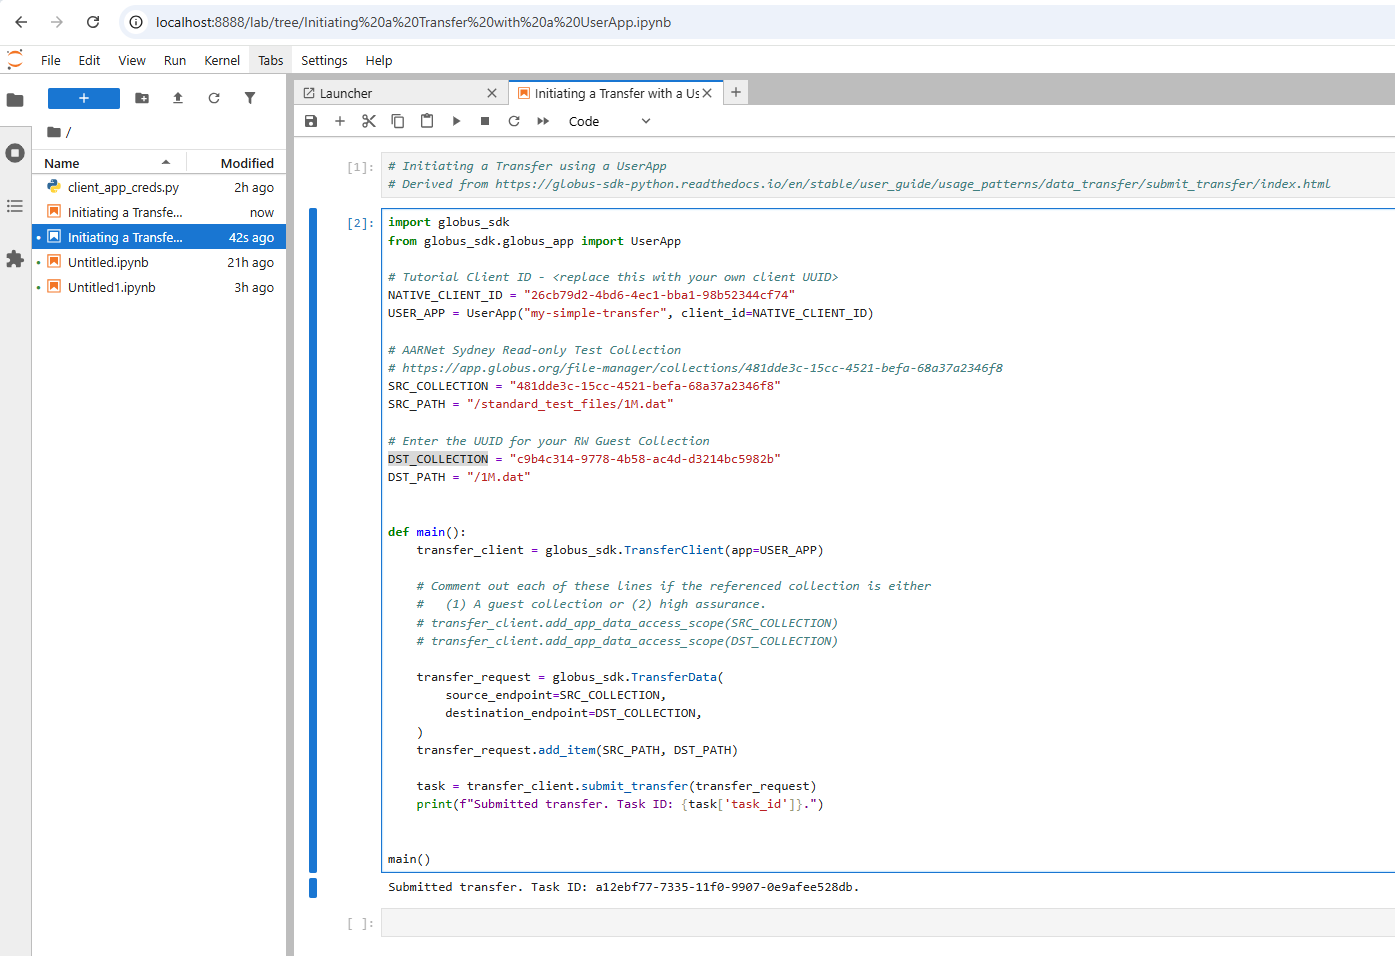 localhost:8888/lab/tree/Initiating%20a%20Transfer%20with%20a%20UserApp.ipynb
File Edit View Run Kernel Tabs Settings Help
+
/
Name Modified
client_app_creds.py 2h ago
Initiating a Transfe... now
Initiating a Transfe... 42s ago
Untitled.ipynb 21h ago
Untitled1.ipynb 3h ago
Launcher
Initiating a Transfer with a Us
Code
[1]:
# Initiating a Transfer using a UserApp
# Derived from https://globus-sdk-python.readthedocs.io/en/stable/user_guide/usage_patterns/data_transfer/submit_transfer/index.html
[2]:
import globus_sdk
from globus_sdk.globus_app import UserApp
# Tutorial Client ID - <replace this with your own client UUID>
NATIVE_CLIENT_ID = "26cb79d2-4bd6-4ec1-bba1-98b52344cf74"
USER_APP = UserApp("my-simple-transfer", client_id=NATIVE_CLIENT_ID)
# AARNet Sydney Read-only Test Collection
# https://app.globus.org/file-manager/collections/481dde3c-15cc-4521-befa-68a37a2346f8
SRC_COLLECTION = "481dde3c-15cc-4521-befa-68a37a2346f8"
SRC_PATH = "/standard_test_files/1M.dat"
# Enter the UUID for your RW Guest Collection
DST_COLLECTION = "c9b4c314-9778-4b58-ac4d-d3214bc5982b"
DST_PATH = "/1M.dat"
def main():
    transfer_client = globus_sdk.TransferClient(app=USER_APP)
    # Comment out each of these lines if the referenced collection is either
    #   (1) A guest collection or (2) high assurance.
    # transfer_client.add_app_data_access_scope(SRC_COLLECTION)
    # transfer_client.add_app_data_access_scope(DST_COLLECTION)
    transfer_request = globus_sdk.TransferData(
        source_endpoint=SRC_COLLECTION,
        destination_endpoint=DST_COLLECTION,
    )
    transfer_request.add_item(SRC_PATH, DST_PATH)
    task = transfer_client.submit_transfer(transfer_request)
    print(f"Submitted transfer. Task ID: {task['task_id']}.")
main()
Submitted transfer. Task ID: a12ebf77-7335-11f0-9907-0e9afee528db.
[ ]: